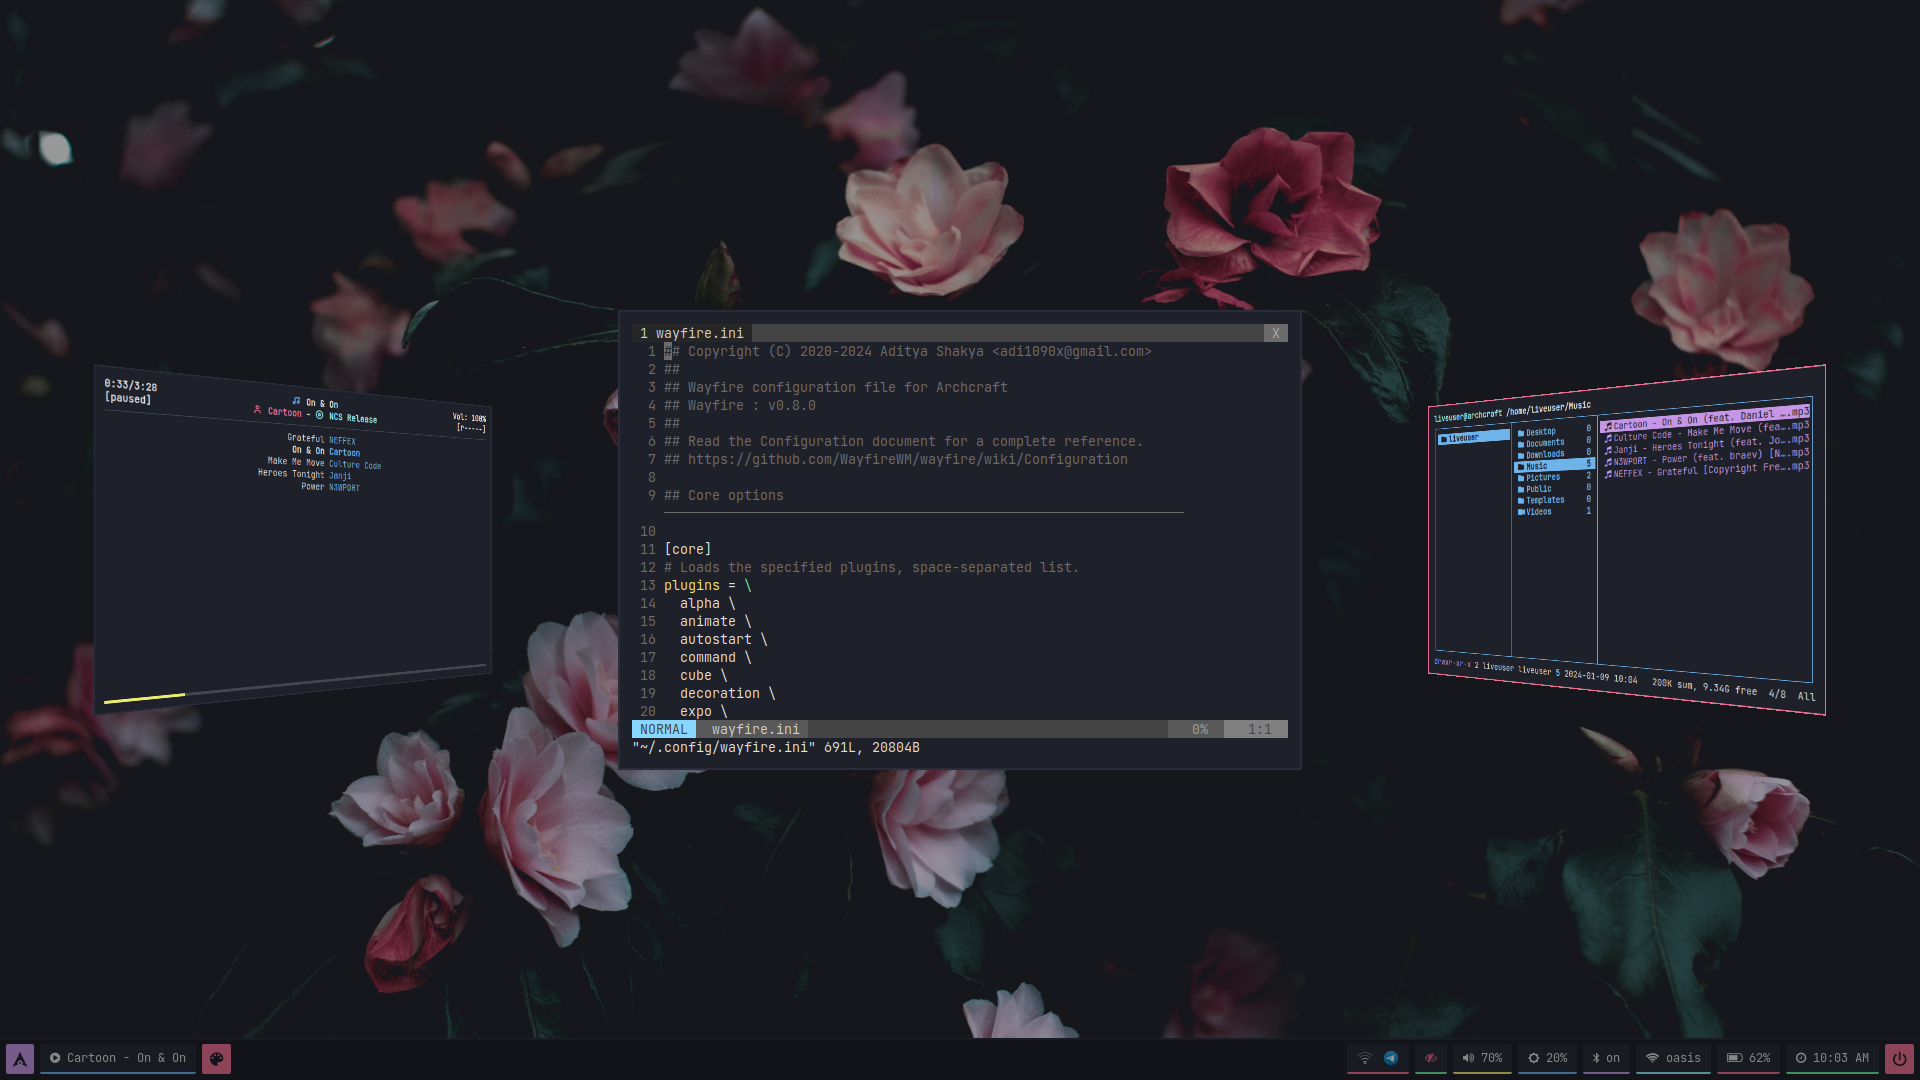 0:33/3:28
[paused]
On & On
Cartoon - NCS Release
Vol: 100%
[r-----]
Grateful NEFFEX
On & On Cartoon
Make Me Move Culture Code
Heroes Tonight Janji
Power N3WPORT
1 wayfire.ini X
1 ## Copyright (C) 2020-2024 Aditya Shakya <adi1090x@gmail.com>
2 ##
3 ## Wayfire configuration file for Archcraft
4 ## Wayfire : v0.8.0
5 ##
6 ## Read the Configuration document for a complete reference.
7 ## https://github.com/WayfireWM/wayfire/wiki/Configuration
8
9 ## Core options
10
11 [core]
12 # Loads the specified plugins, space-separated list.
13 plugins = \
14 alpha \
15 animate \
16 autostart \
17 command \
18 cube \
19 decoration \
20 expo \
NORMAL wayfire.ini 0% 1:1
"~/.config/wayfire.ini" 691L, 20804B
liveuser@archcraft /home/liveuser/Music
liveuser
Desktop 0
Documents 0
Downloads 0
Music 5
Pictures 2
Public 0
Templates 0
Videos 1
Cartoon - On & On (feat. Daniel ….mp3
Culture Code - Make Me Move (fea….mp3
Janji - Heroes Tonight (feat. Jo….mp3
N3WPORT - Power (feat. braev) [N….mp3
NEFFEX - Grateful [Copyright Fre….mp3
drwxr-xr-x 2 liveuser liveuser 5 2024-01-09 10:04 200K sum, 9.34G free 4/8 All
Cartoon - On & On
70%
20%
on
oasis
62%
10:03 AM